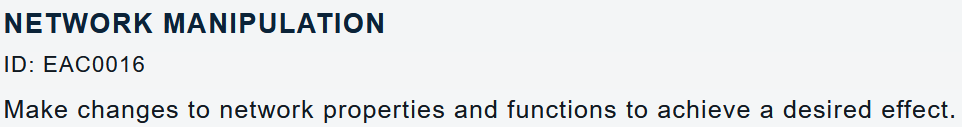 NETWORK MANIPULATION
ID: EAC0016
Make changes to network properties and functions to achieve a desired effect.